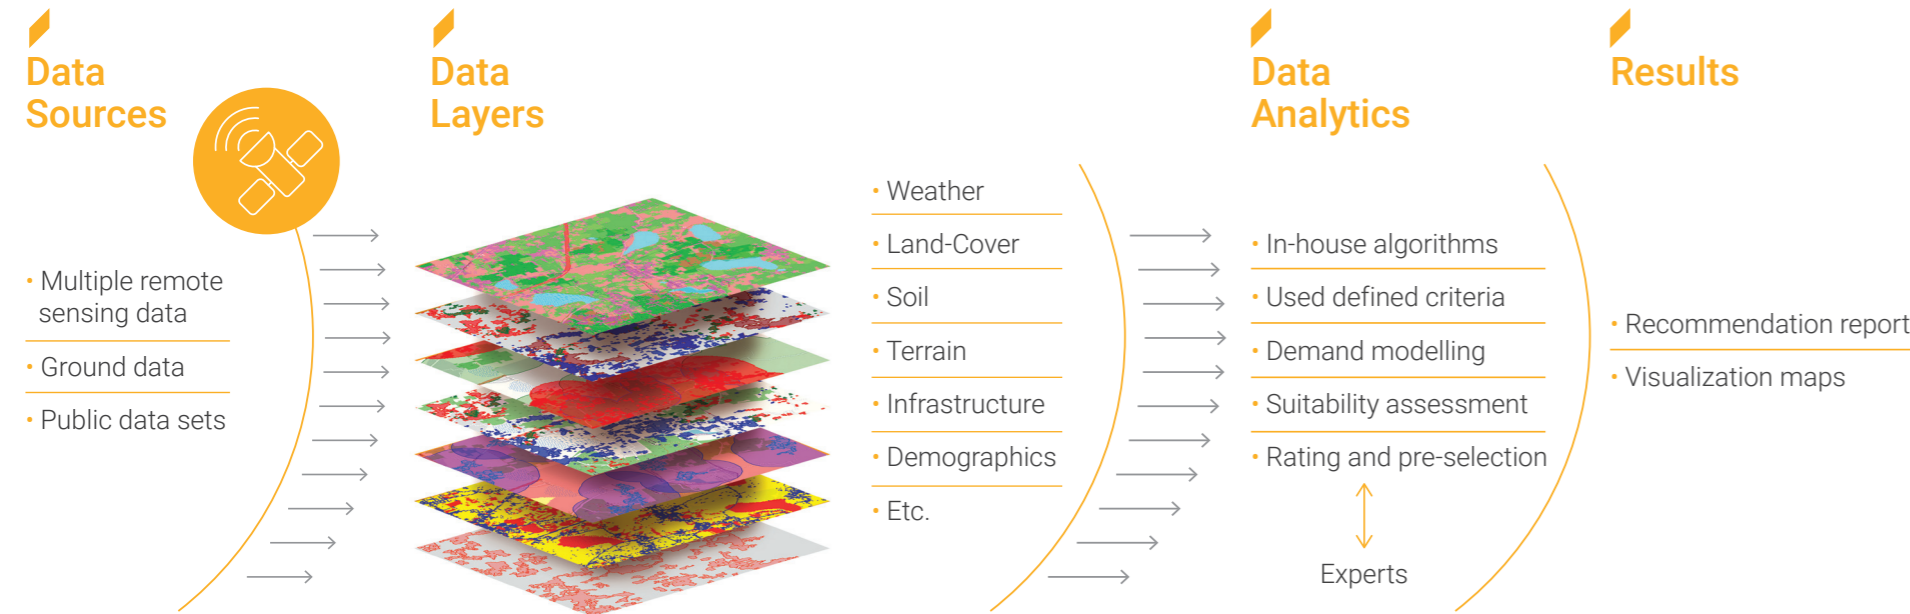 Data
Sources
• Multiple remote
sensing data
• Ground data
• Public data sets
Data
Layers
• Weather
• Land-Cover
• Soil
• Terrain
• Infrastructure
• Demographics
• Etc.
Data
Analytics
• In-house algorithms
• Used defined criteria
• Demand modelling
• Suitability assessment
• Rating and pre-selection
Experts
Results
• Recommendation report
• Visualization maps